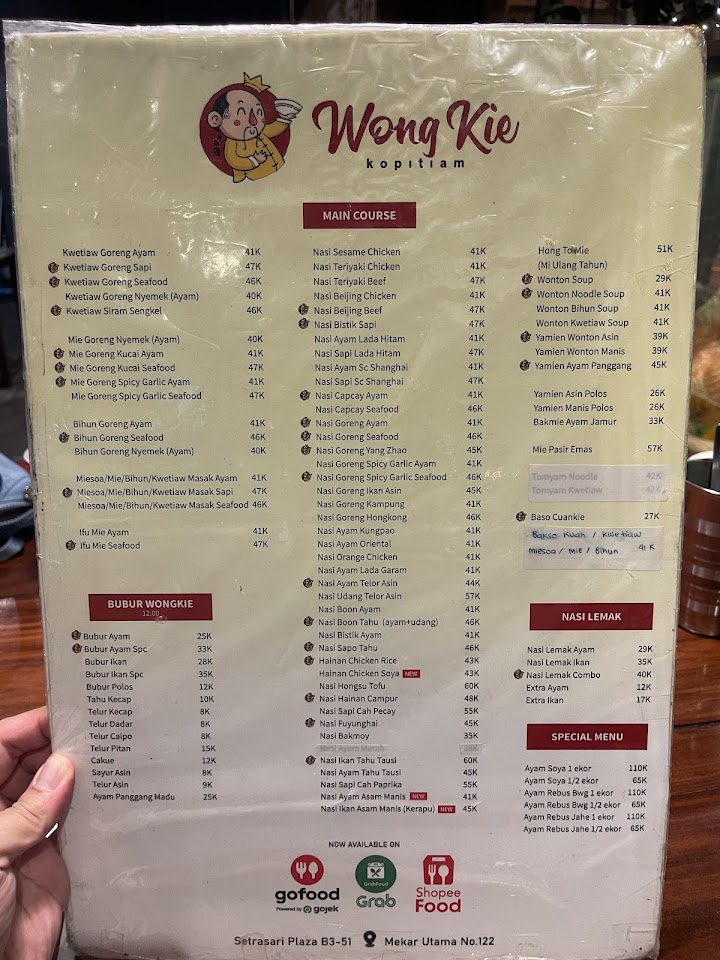 Wong Kie
kopitiam
MAIN COURSE
Kwetiaw Goreng Ayam 41K
Kwetiaw Goreng Sapi 47K
Kwetiaw Goreng Seafood 46K
Kwetiaw Goreng Nyemek (Ayam) 40K
Kwetiaw Siram Sengkel 46K
Mie Goreng Nyemek (Ayam) 40K
Mie Goreng Kucai Ayam 41K
Mie Goreng Kucai Seafood 47K
Mie Goreng Spicy Garlic Ayam 41K
Mie Goreng Spicy Garlic Seafood 47K
Bihun Goreng Ayam 41K
Bihun Goreng Seafood 46K
Bihun Goreng Nyemek (Ayam) 40K
Miesoa/Mie/Bihun/Kwetiaw Masak Ayam 41K
Miesoa/Mie/Bihun/Kwetiaw Masak Sapi 47K
Miesoa/Mie/Bihun/Kwetiaw Masak Seafood 46K
Ifu Mie Ayam 41K
Ifu Mie Seafood 47K
BUBUR WONGKIE
12.00
Bubur Ayam 25K
Bubur Ayam Spc 33K
Bubur Ikan 28K
Bubur Ikan Spc 35K
Bubur Polos 12K
Tahu Kecap 10K
Telur Kecap 8K
Telur Dadar 8K
Telur Caipo 8K
Telur Pitan 15K
Cakue 12K
Sayur Asin 8K
Telur Asin 9K
Ayam Panggang Madu 25K
Nasi Sesame Chicken 41K
Nasi Teriyaki Chicken 41K
Nasi Teriyaki Beef 47K
Nasi Beijing Chicken 41K
Nasi Beijing Beef 47K
Nasi Bistik Sapi 47K
Nasi Ayam Lada Hitam 41K
Nasi Sapi Lada Hitam 47K
Nasi Ayam Sc Shanghai 41K
Nasi Sapi Sc Shanghai 47K
Nasi Capcay Ayam 41K
Nasi Capcay Seafood 46K
Nasi Goreng Ayam 41K
Nasi Goreng Seafood 46K
Nasi Goreng Yang Zhao 45K
Nasi Goreng Spicy Garlic Ayam 41K
Nasi Goreng Spicy Garlic Seafood 46K
Nasi Goreng Ikan Asin 45K
Nasi Goreng Kampung 41K
Nasi Goreng Hongkong 46K
Nasi Ayam Kungpao 41K
Nasi Ayam Oriental 41K
Nasi Orange Chicken 41K
Nasi Ayam Lada Garam 41K
Nasi Ayam Telor Asin 44K
Nasi Udang Telor Asin 57K
Nasi Boon Ayam 41K
Nasi Boon Tahu (ayam+udang) 46K
Nasi Bistik Ayam 41K
Nasi Sapo Tahu 46K
Hainan Chicken Rice 43K
Hainan Chicken Soya NEW 43K
Nasi Hongsu Tofu 60K
Nasi Hainan Campur 48K
Nasi Sapi Cah Pecay 55K
Nasi Fuyunghai 45K
Nasi Bakmoy 35K
Nasi Ikan Tahu Tausi 60K
Nasi Ayam Tahu Tausi 45K
Nasi Sapi Cah Paprika 55K
Nasi Ayam Asam Manis NEW 41K
Nasi Ikan Asam Manis (Kerapu) NEW 45K
Hong To Mie 51K
(Mi Ulang Tahun)
Wonton Soup 29K
Wonton Noodle Soup 41K
Wonton Bihun Soup 41K
Wonton Kwetiaw Soup 41K
Yamien Wonton Asin 39K
Yamien Wonton Manis 39K
Yamien Ayam Panggang 45K
Yamien Asin Polos 26K
Yamien Manis Polos 26K
Bakmie Ayam Jamur 33K
Mie Pasir Emas 57K
Tomyam Noodle 42K
Tomyam Kwetiaw 42K
Baso Cuankie 27K
Bakso Kuah / Kwetiaw
miesoa / mie / Bihun 41 K
NASI LEMAK
Nasi Lemak Ayam 29K
Nasi Lemak Ikan 35K
Nasi Lemak Combo 40K
Extra Ayam 12K
Extra Ikan 17K
SPECIAL MENU
Ayam Soya 1 ekor 110K
Ayam Soya 1/2 ekor 65K
Ayam Rebus Bwg 1 ekor 110K
Ayam Rebus Bwg 1/2 ekor 65K
Ayam Rebus Jahe 1 ekor 110K
Ayam Rebus Jahe 1/2 ekor 65K
NOW AVAILABLE ON
gofood
Powered by gojek
GrabFood
Grab
Shopee
Food
Setrasari Plaza B3-51 Mekar Utama No.122